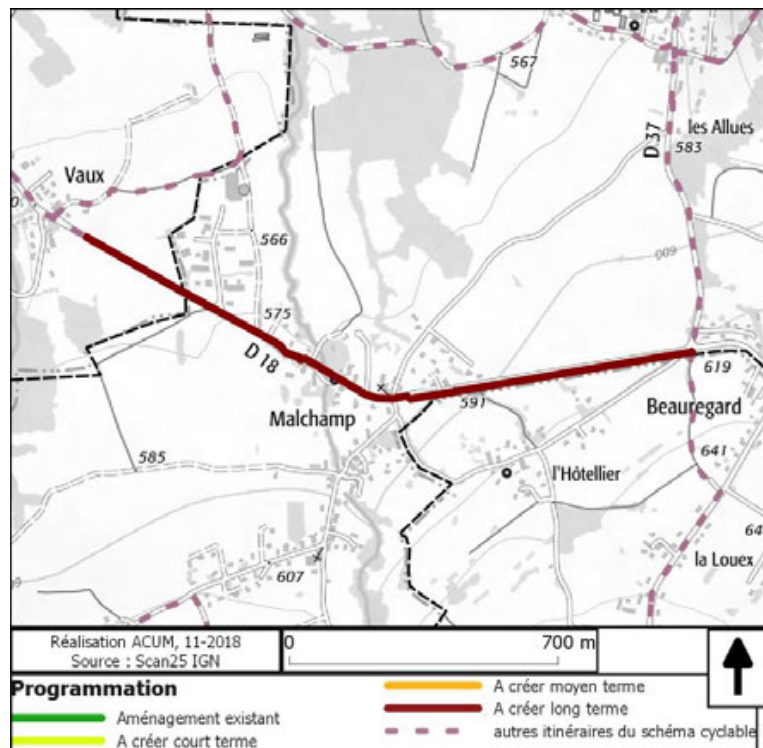 567
les Allues
D 37
583
Vaux
566
600
575
D 18
619
591
Malchamp
Beauregard
641
585
l'Hôtellier
la Louex
607
Réalisation ACUM, 11-2018
Source : Scan25 IGN
0
700 m
Programmation
Aménagement existant
A créer court terme
A créer moyen terme
A créer long terme
autres itinéraires du schéma cyclable